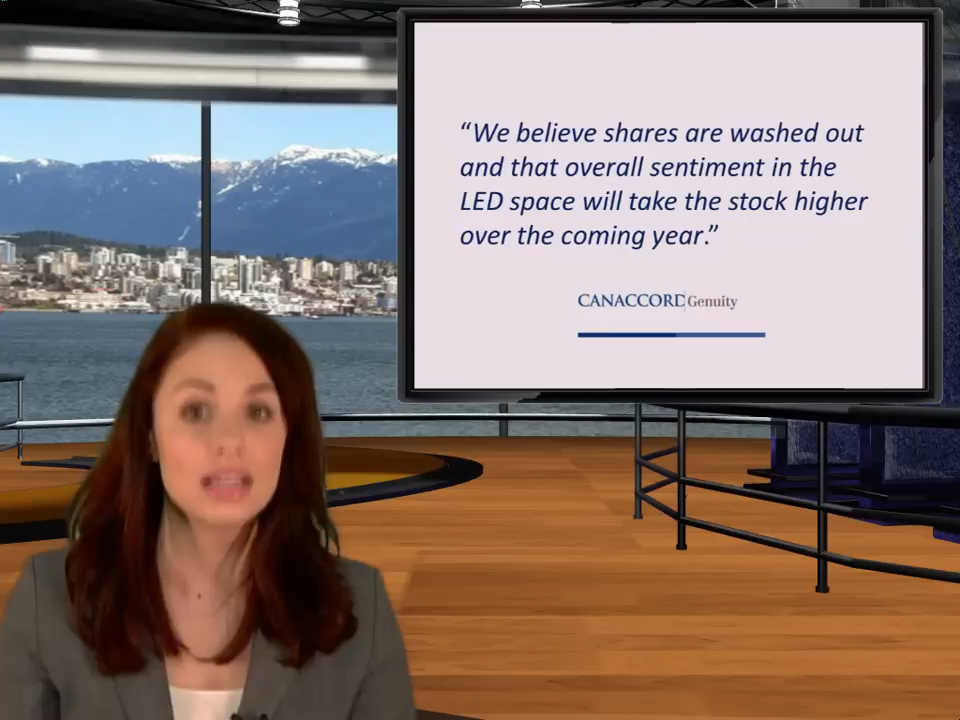 “We believe shares are washed out
and that overall sentiment in the
LED space will take the stock higher
over the coming year.”
CANACCORD Genuity